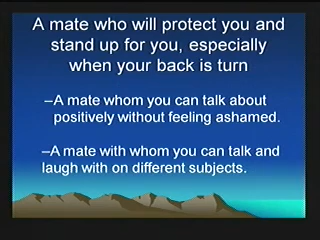 A mate who will protect you and
stand up for you, especially
when your back is turn
–A mate whom you can talk about
positively without feeling ashamed.
–A mate with whom you can talk and
laugh with on different subjects.